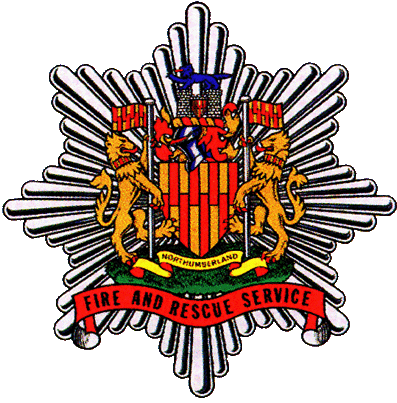 NORTHUMBERLAND
FIRE AND RESCUE SERVICE